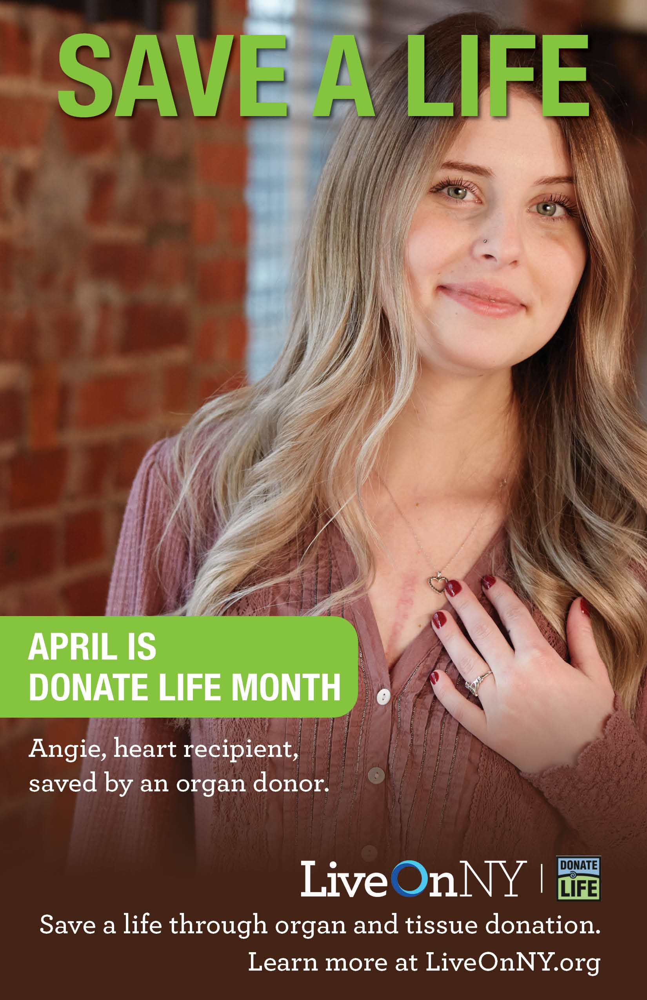 SAVE A LIFE
APRIL IS
DONATE LIFE MONTH
Angie, heart recipient,
saved by an organ donor.
LiveOnNY
DONATE
LIFE
Save a life through organ and tissue donation.
Learn more at LiveOnNY.org